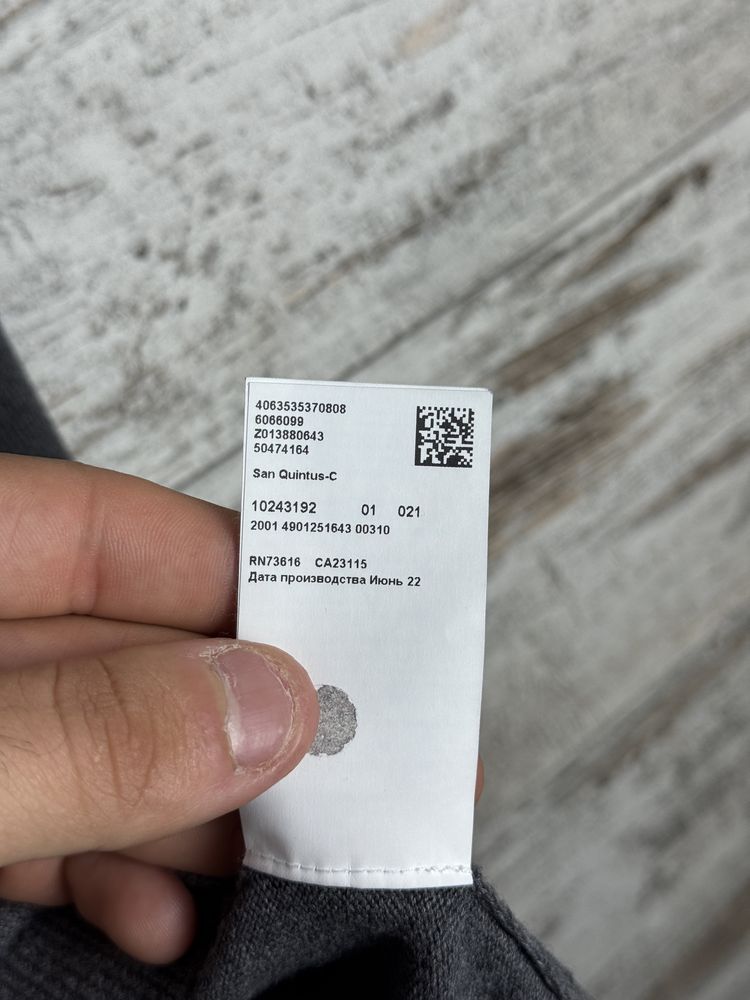 4063535370808
6066099
Z013880643
50474164
San Quintus-C
10243192 01 021
2001 4901251643 00310
RN73616 CA23115
Дата производства Июнь 22